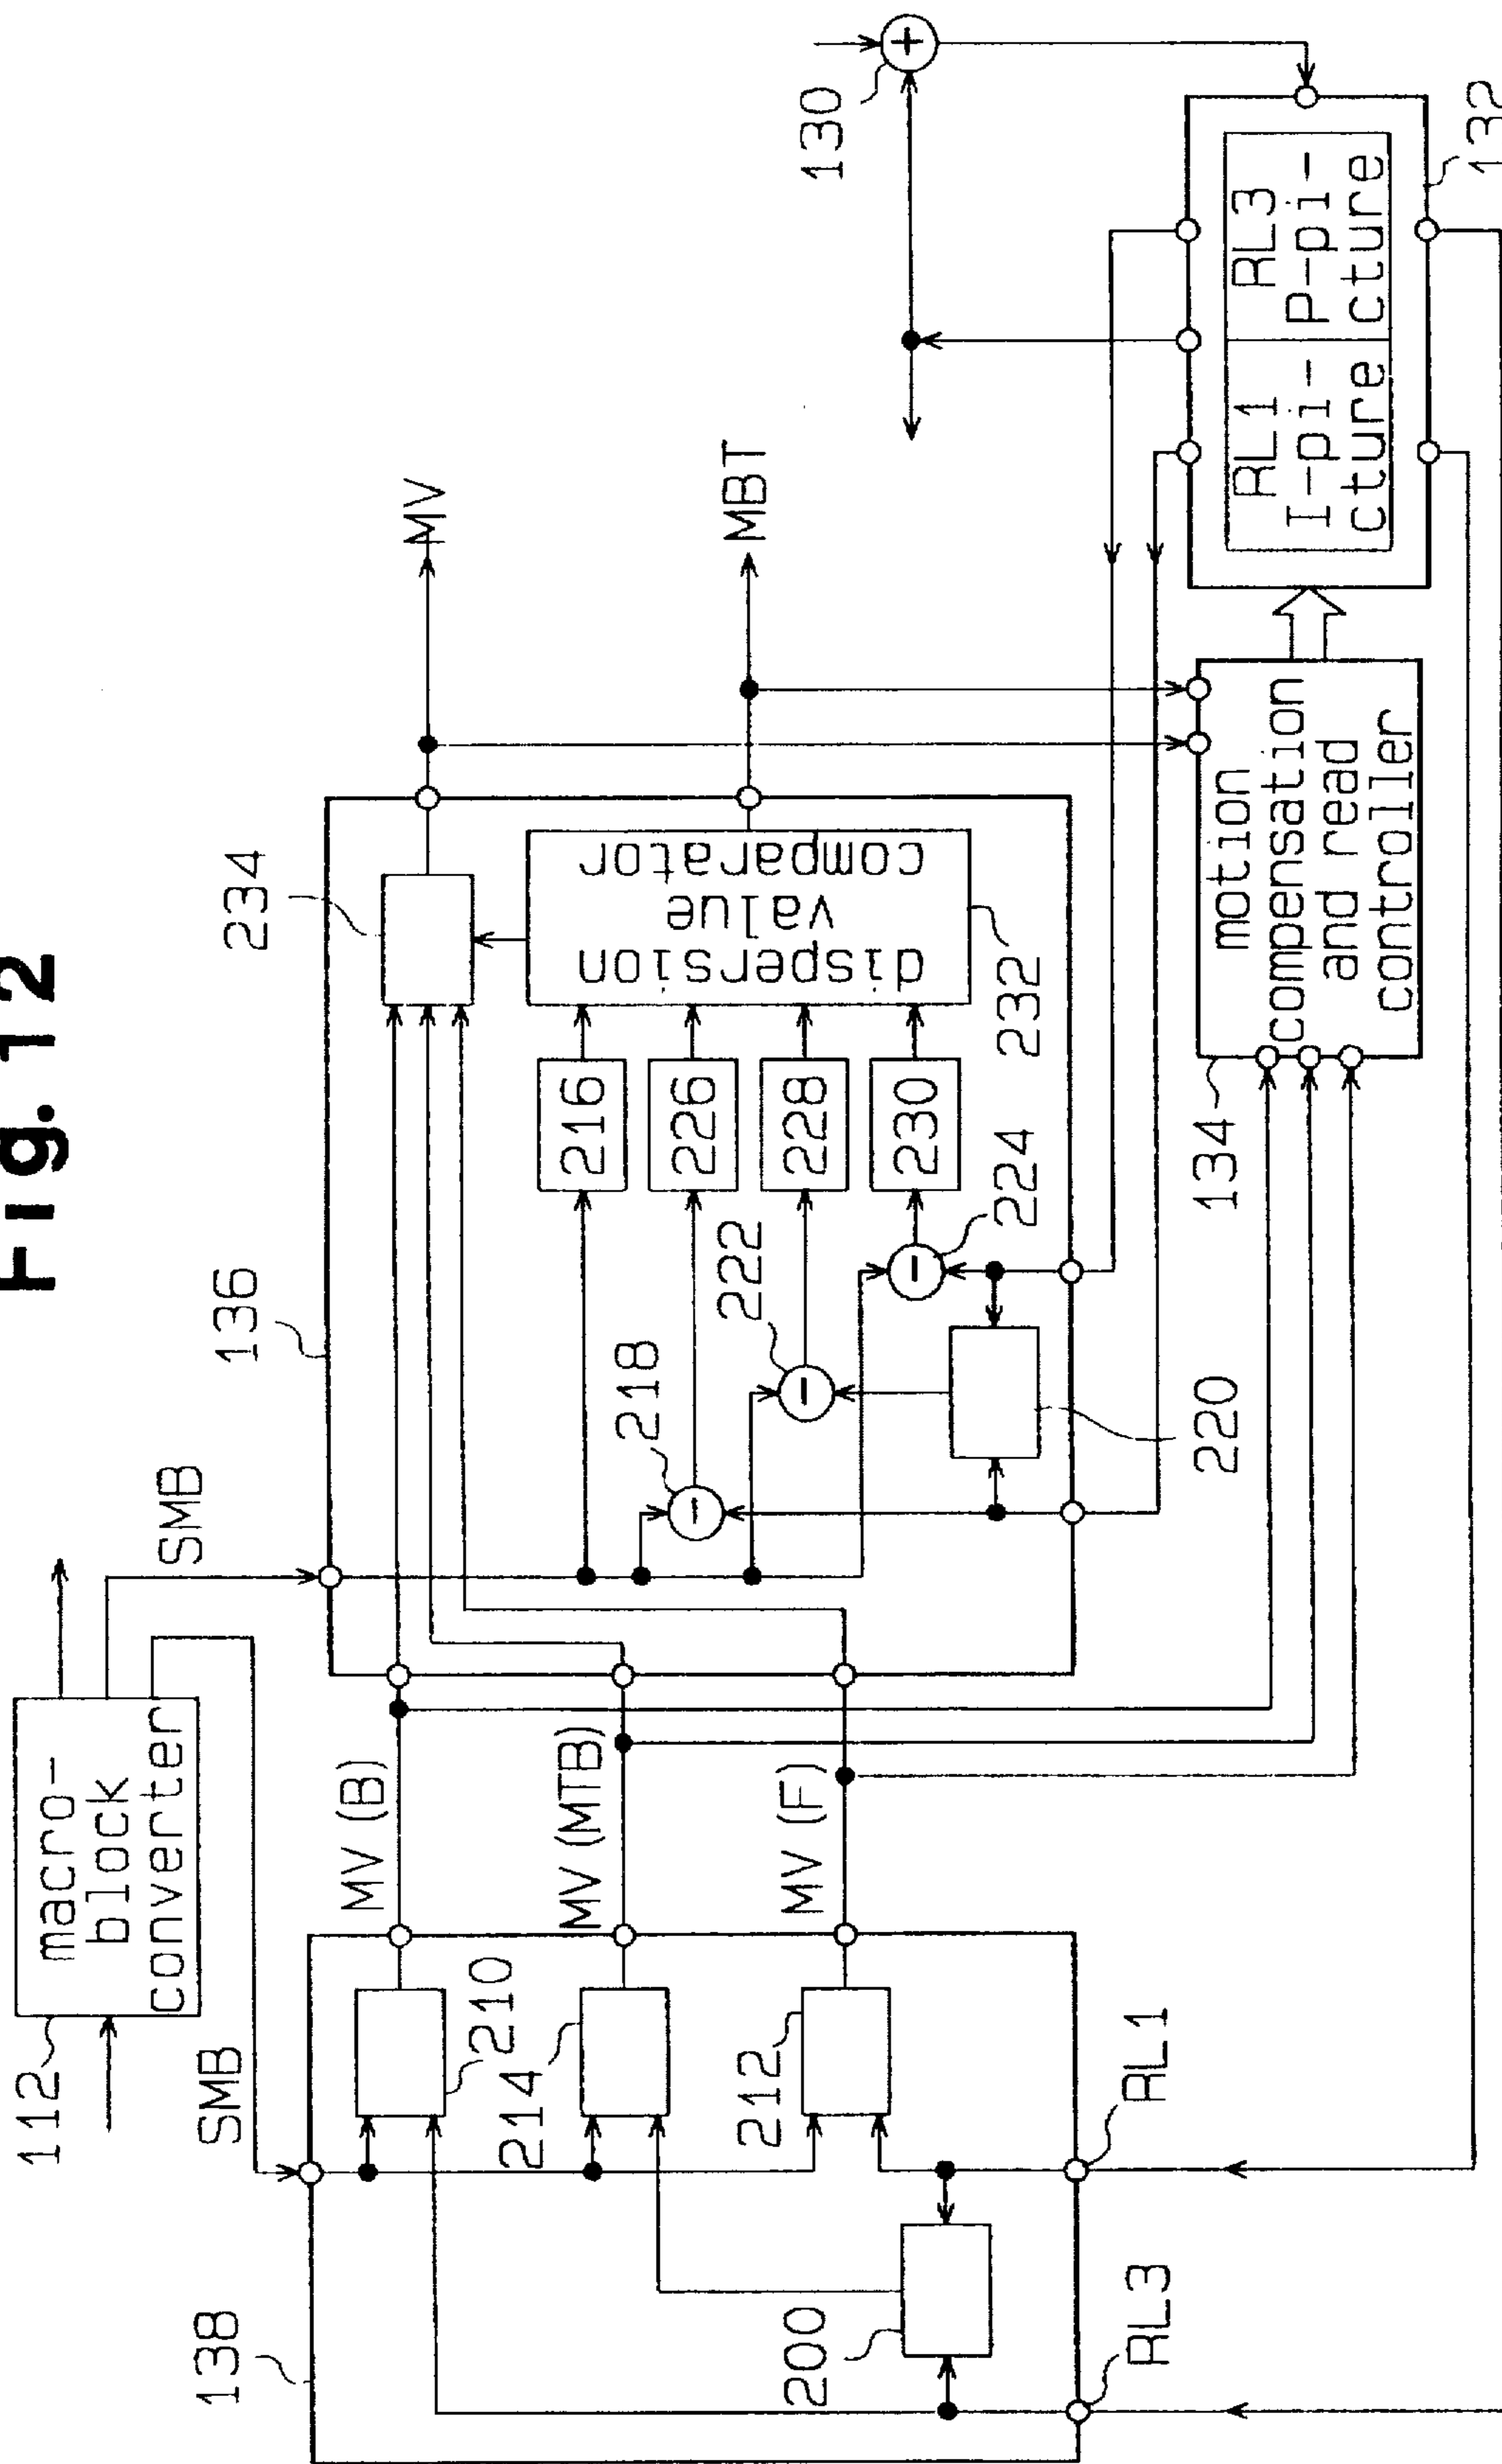 Fig. 12
112
macro-
block
converter
SMB
SMB
138
210
214
212
200
RL3
RL1
MV (B)
MV (MTB)
MV (F)
136
218
222
224
220
216
226
228
230
234
dispersion
value
comparator
232
MV
MBT
134
motion
compensation
and read
controller
130
RL1
I-pi-
cture
RL3
P-pi-
cture
132